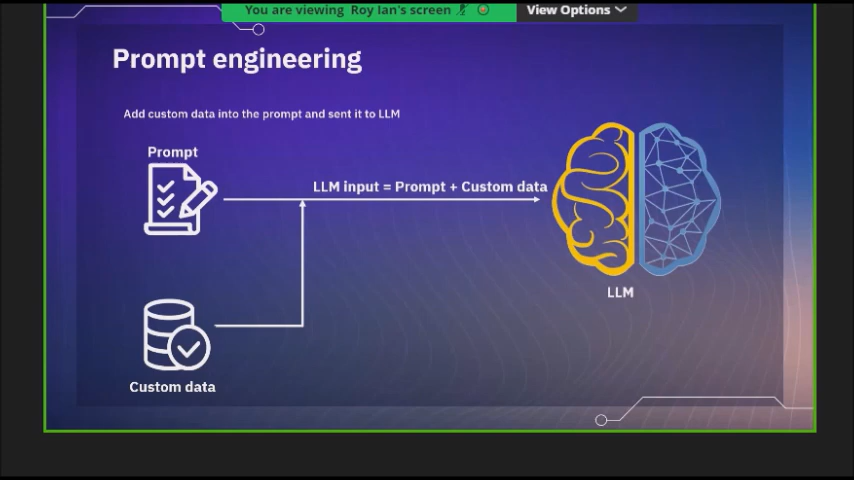 You are viewing Roy Ian's screen
View Options
Prompt engineering
Add custom data into the prompt and sent it to LLM
Prompt
LLM input = Prompt + Custom data
LLM
Custom data